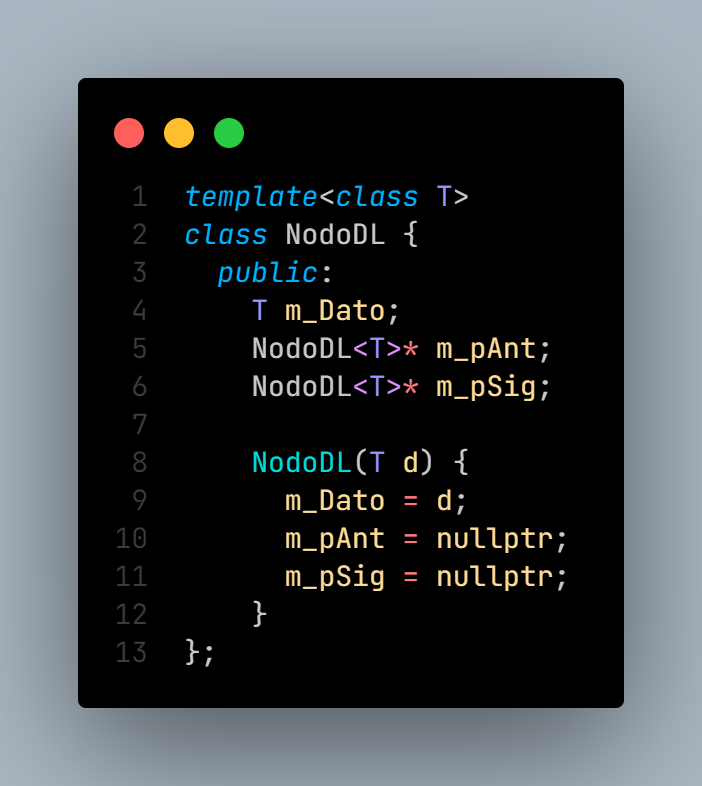 1 template<class T>
2 class NodoDL {
3   public:
4     T m_Dato;
5     NodoDL<T>* m_pAnt;
6     NodoDL<T>* m_pSig;
7
8     NodoDL(T d) {
9       m_Dato = d;
10       m_pAnt = nullptr;
11       m_pSig = nullptr;
12     }
13 };